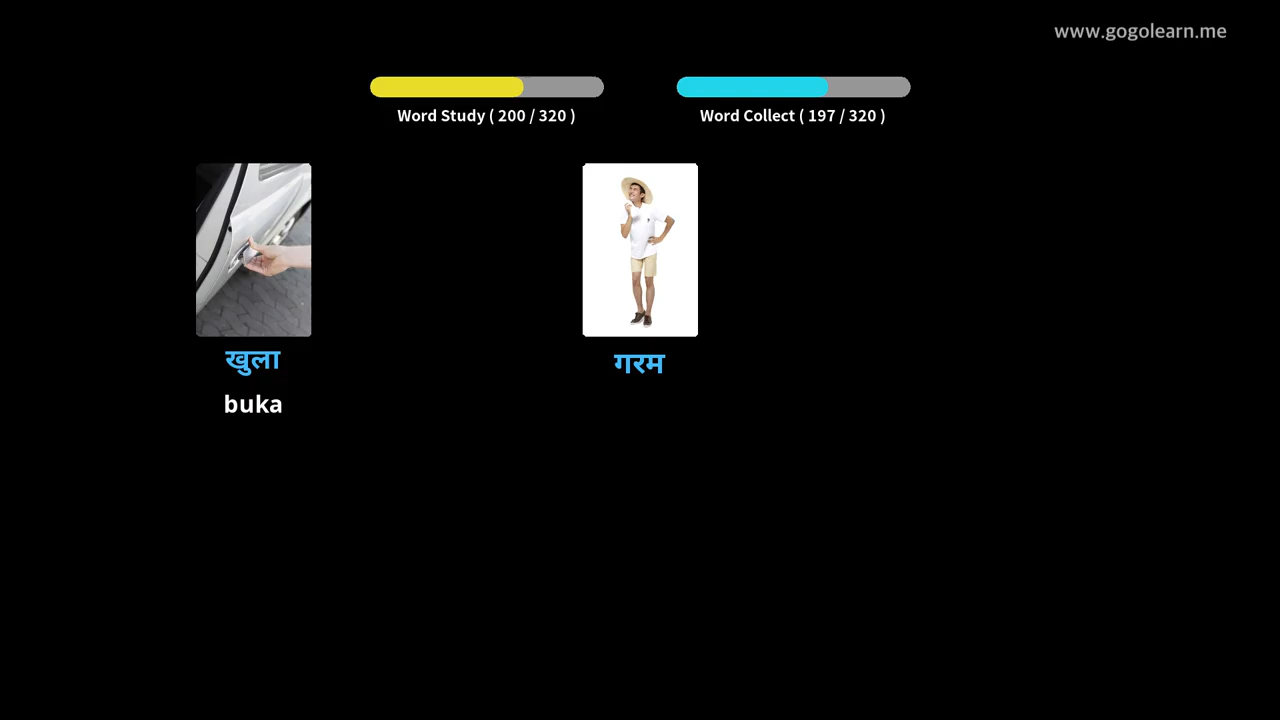 www.gogolearn.me
Word Study ( 200 / 320 )
Word Collect ( 197 / 320 )
खुला
गरम
buka